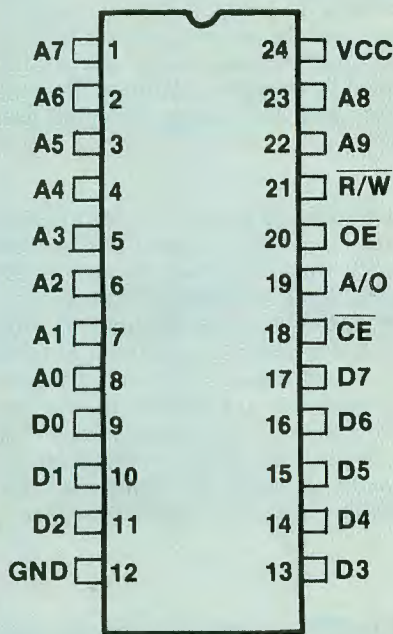 A7 1 24 VCC
A6 2 23 A8
A5 3 22 A9
A4 4 21 R/W
A3 5 20 OE
A2 6 19 A/O
A1 7 18 CE
A0 8 17 D7
D0 9 16 D6
D1 10 15 D5
D2 11 14 D4
GND 12 13 D3